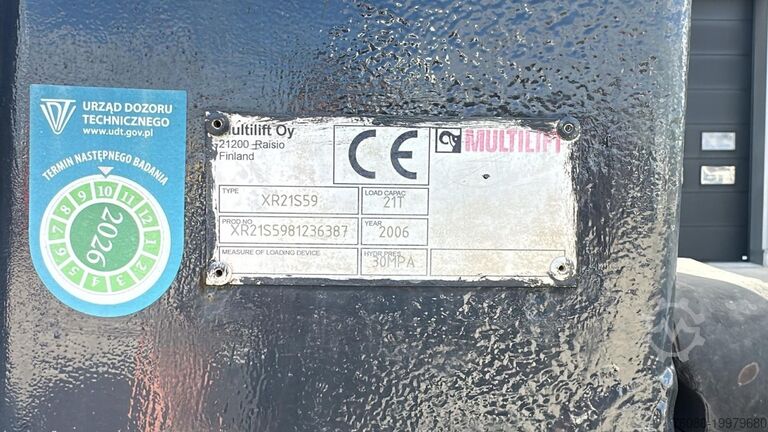 URZĄD DOZORU
TECHNICZNEGO
www.udt.gov.pl
UDT
TERMIN NASTĘPNEGO BADANIA
2026
1 2 3 4 5 6 7 8 9 10 11 12
Multilift Oy
21200 Raisio
Finland
CE
MULTILIFT
TYPE
XR21S59
LOAD CAPAC
21T
PROD NO
XR21S5981236387
YEAR
2006
MEASURE OF LOADING DEVICE
HYDR PRES
30MPA